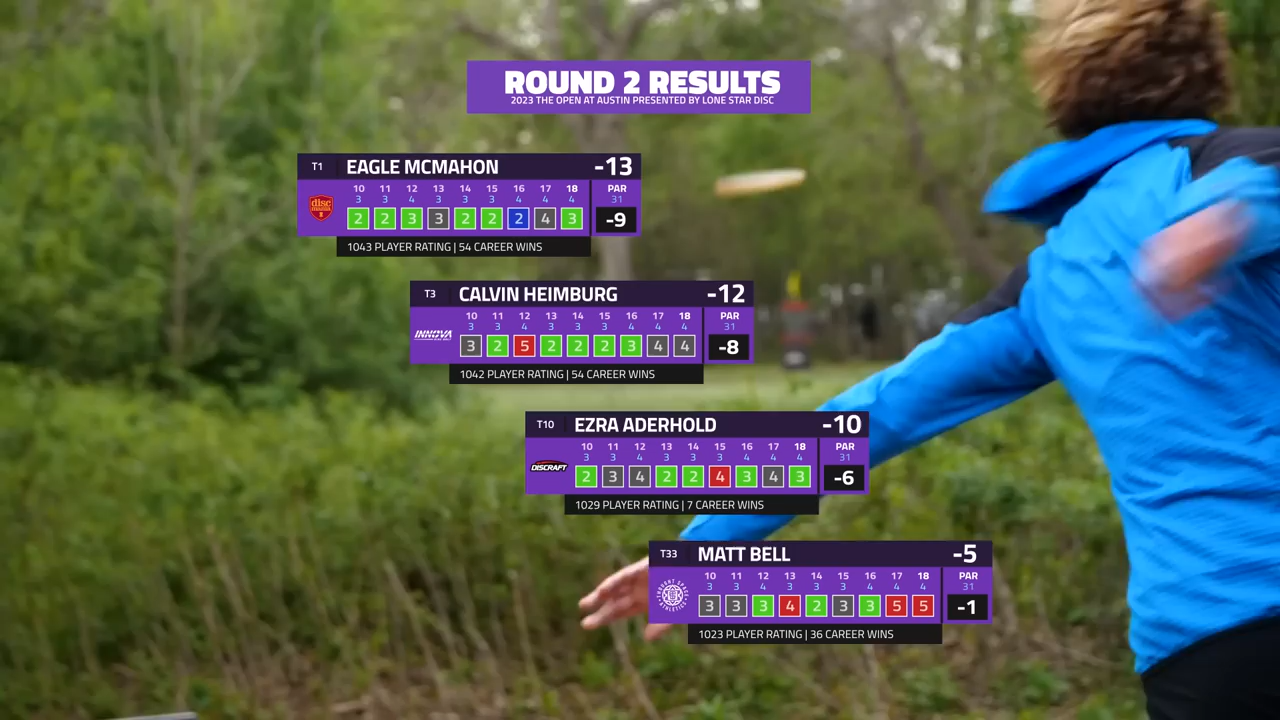 ROUND 2 RESULTS
2023 THE OPEN AT AUSTIN PRESENTED BY LONE STAR DISC
T1 EAGLE MCMAHON -13
10 11 12 13 14 15 16 17 18 PAR
3 3 4 3 3 3 4 4 4 31
disc mania 2 2 3 3 2 2 2 4 3 -9
1043 PLAYER RATING | 54 CAREER WINS
T3 CALVIN HEIMBURG -12
10 11 12 13 14 15 16 17 18 PAR
3 3 4 3 3 3 4 4 4 31
INNOVA 3 2 5 2 2 2 3 4 4 -8
1042 PLAYER RATING | 54 CAREER WINS
T10 EZRA ADERHOLD -10
10 11 12 13 14 15 16 17 18 PAR
3 3 4 3 3 3 4 4 4 31
DISCRAFT 2 3 4 2 2 4 3 4 3 -6
1029 PLAYER RATING | 7 CAREER WINS
T33 MATT BELL -5
10 11 12 13 14 15 16 17 18 PAR
3 3 4 3 3 3 4 4 4 31
THOUGHT SPACE ATHLETICS 3 3 3 4 2 3 3 5 5 -1
1023 PLAYER RATING | 36 CAREER WINS